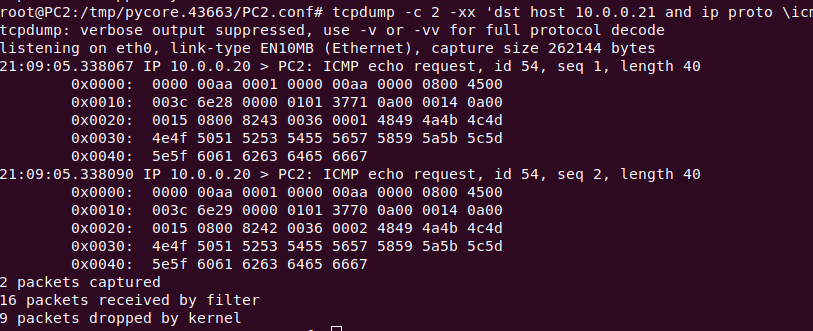 root@PC2:/tmp/pycore.43663/PC2.conf# tcpdump -c 2 -xx 'dst host 10.0.0.21 and ip proto \icm
tcpdump: verbose output suppressed, use -v or -vv for full protocol decode
listening on eth0, link-type EN10MB (Ethernet), capture size 262144 bytes
21:09:05.338067 IP 10.0.0.20 > PC2: ICMP echo request, id 54, seq 1, length 40
0x0000:  0000 00aa 0001 0000 00aa 0000 0800 4500
0x0010:  003c 6e28 0000 0101 3771 0a00 0014 0a00
0x0020:  0015 0800 8243 0036 0001 4849 4a4b 4c4d
0x0030:  4e4f 5051 5253 5455 5657 5859 5a5b 5c5d
0x0040:  5e5f 6061 6263 6465 6667
21:09:05.338090 IP 10.0.0.20 > PC2: ICMP echo request, id 54, seq 2, length 40
0x0000:  0000 00aa 0001 0000 00aa 0000 0800 4500
0x0010:  003c 6e29 0000 0101 3770 0a00 0014 0a00
0x0020:  0015 0800 8242 0036 0002 4849 4a4b 4c4d
0x0030:  4e4f 5051 5253 5455 5657 5859 5a5b 5c5d
0x0040:  5e5f 6061 6263 6465 6667
2 packets captured
16 packets received by filter
9 packets dropped by kernel